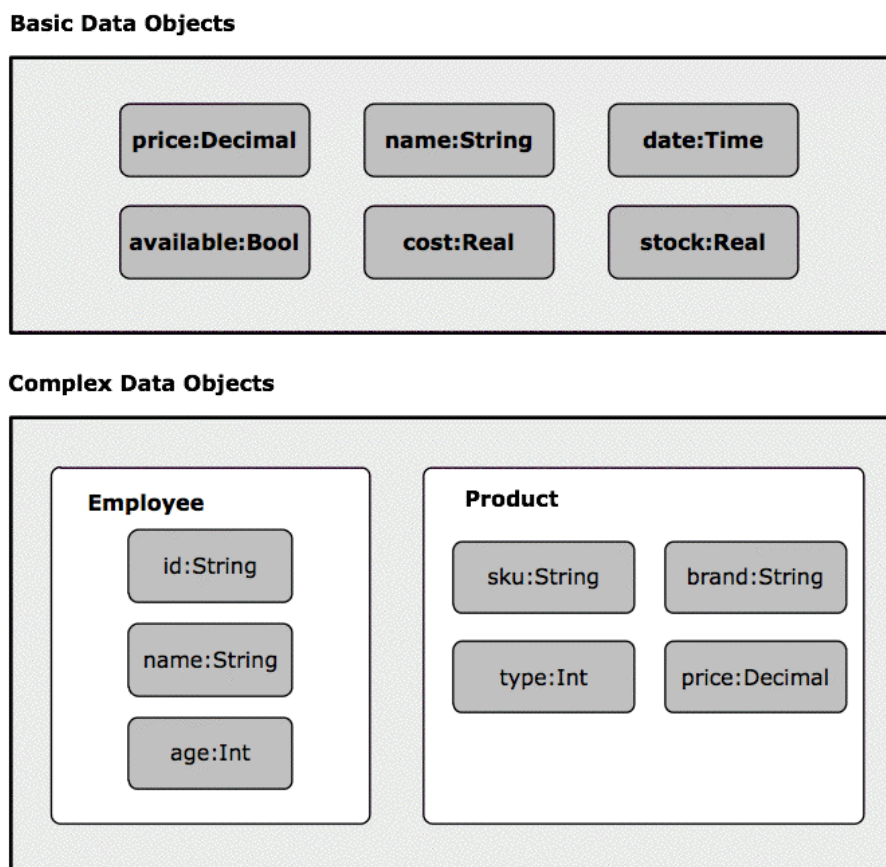 Basic Data Objects
price:Decimal
name:String
date:Time
available:Bool
cost:Real
stock:Real
Complex Data Objects
Employee
id:String
name:String
age:Int
Product
sku:String
brand:String
type:Int
price:Decimal